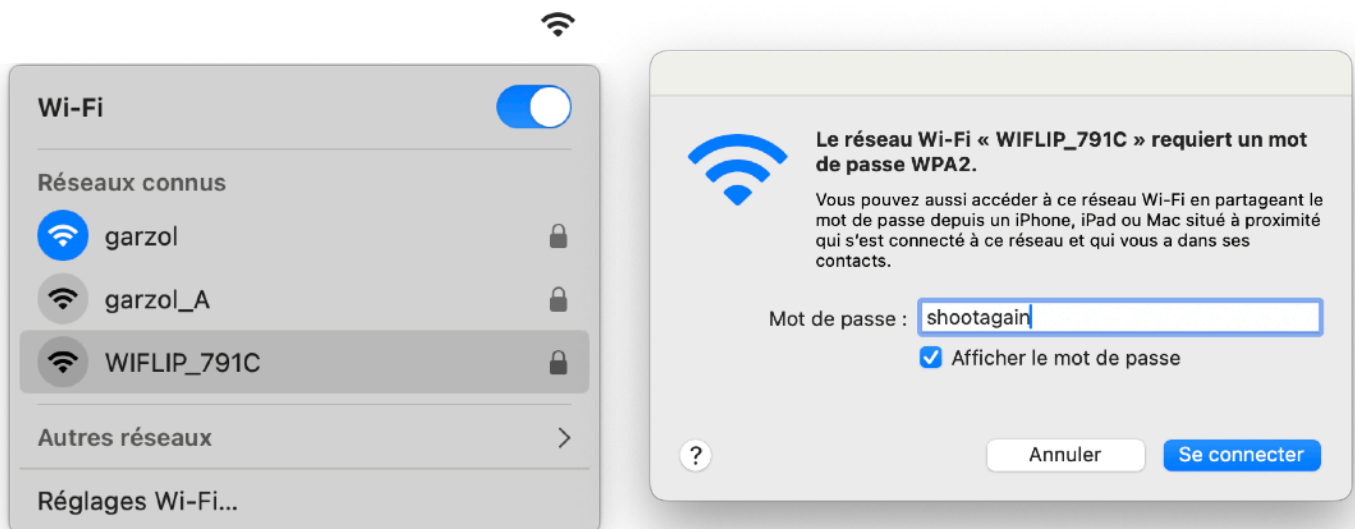 Wi-Fi
Réseaux connus
garzol
garzol_A
WIFLIP_791C
Autres réseaux
Réglages Wi-Fi...
Le réseau Wi-Fi « WIFLIP_791C » requiert un mot
de passe WPA2.
Vous pouvez aussi accéder à ce réseau Wi-Fi en partageant le
mot de passe depuis un iPhone, iPad ou Mac situé à proximité
qui s'est connecté à ce réseau et qui vous a dans ses
contacts.
Mot de passe : shootagain
Afficher le mot de passe
? Annuler Se connecter